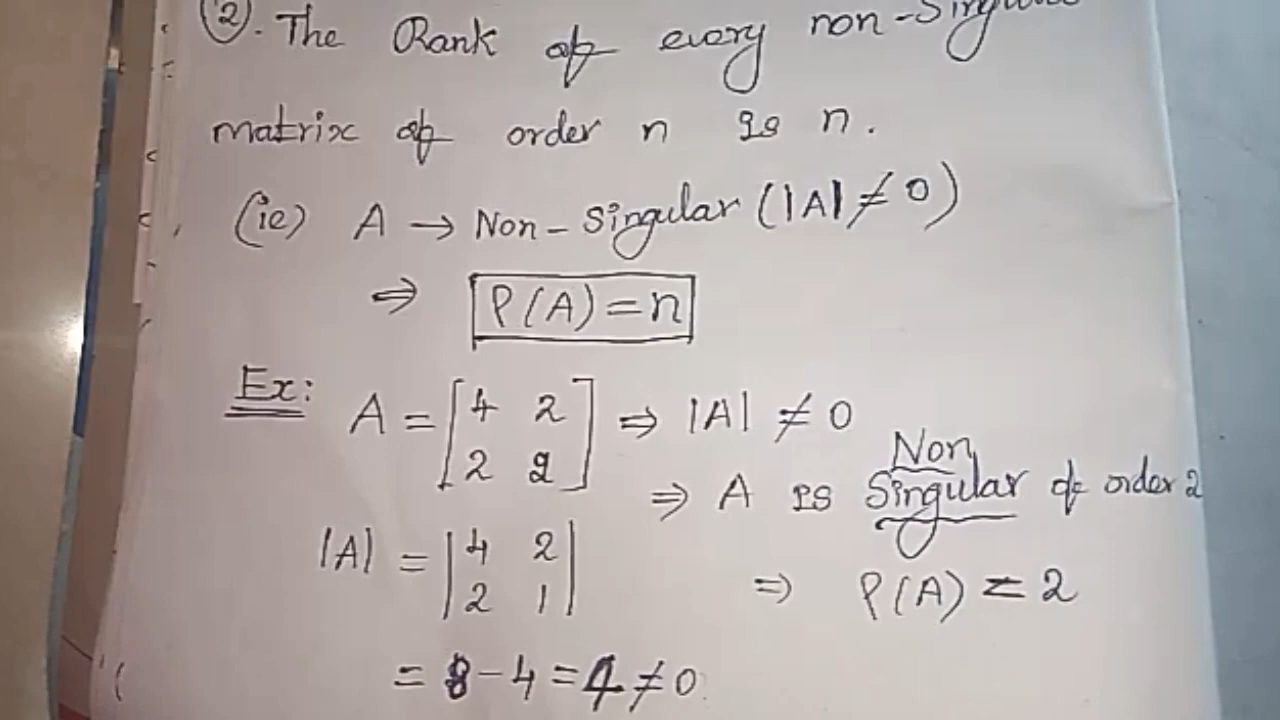 (2). The Rank of every non-Singular
matrix of order n is n.
(ie) A → Non-Singular (|A| ≠ 0)
⇒ ρ(A) = n
Ex: A = [4 2
2 2] ⇒ |A| ≠ 0
⇒ A is Non Singular of order 2
|A| = |4 2
2 1|
⇒ ρ(A) = 2
= 8 - 4 = 4 ≠ 0